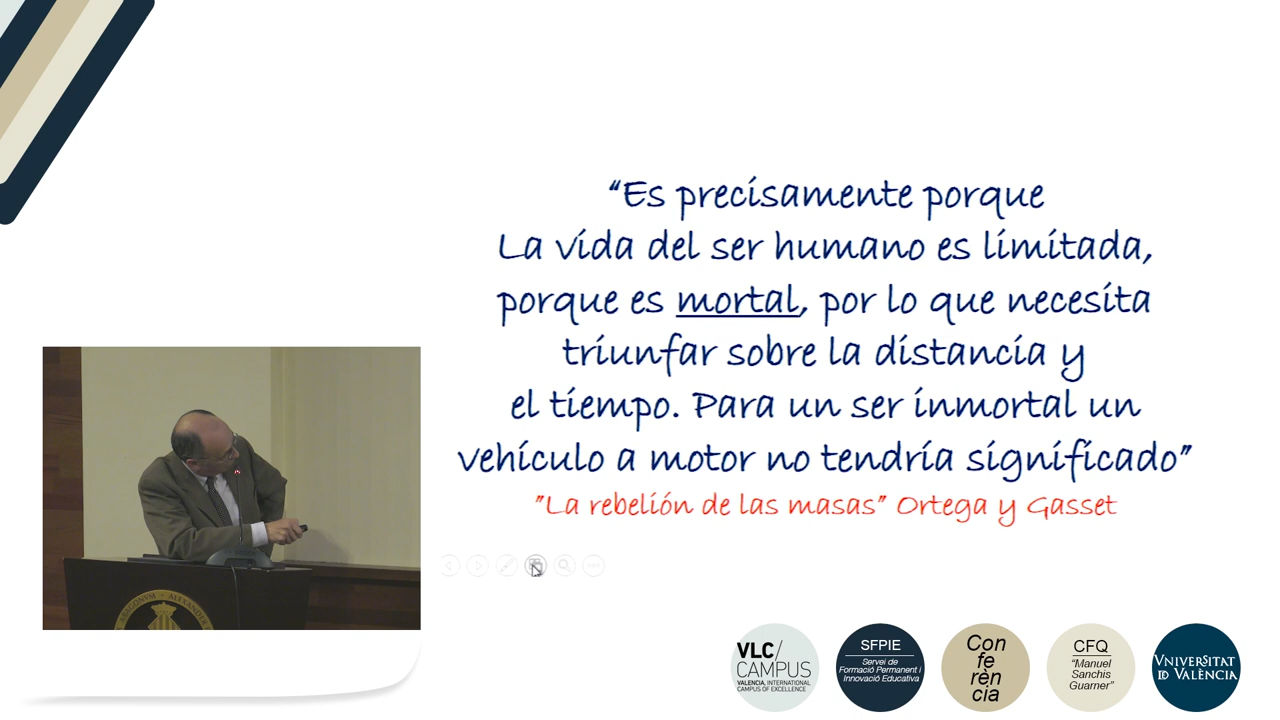 “Es precisamente porque
La vida del ser humano es limitada,
porque es mortal, por lo que necesita
triunfar sobre la distancia y
el tiempo. Para un ser inmortal un
vehículo a motor no tendría significado”
”La rebelión de las masas” Ortega y Gasset
ARAGONVM · ALEXANDER
VLC/
CAMPUS
VALENCIA, INTERNATIONAL
CAMPUS OF EXCELLENCE
SFPIE
Servei de
Formació Permanent i
Innovació Educativa
Con
fe
rèn
cia
CFQ
“Manuel
Sanchis
Guarner”
VNIVERSITAT
ID VALÈNCIA